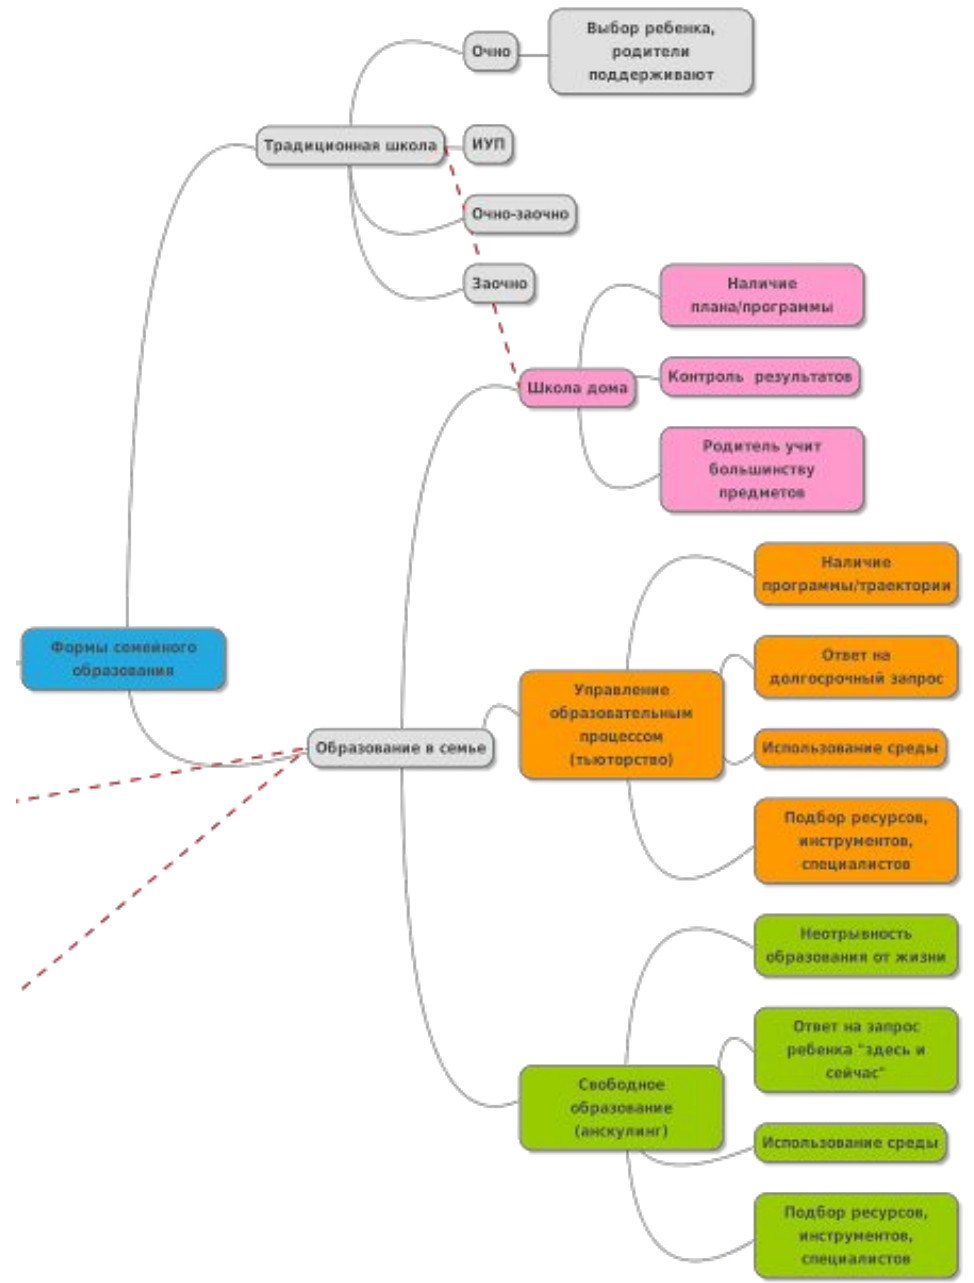 Очно
Выбор ребенка,
родители
поддерживают
Традиционная школа
ИУП
Очно-заочно
Заочно
Школа дома
Наличие
плана/программы
Контроль результатов
Родитель учит
большинству
предметов
Формы семейного
образования
Образование в семье
Управление
образовательным
процессом
(тьюторство)
Наличие
программы/траектории
Ответ на
долгосрочный запрос
Использование среды
Подбор ресурсов,
инструментов,
специалистов
Свободное
образование
(анскулинг)
Неотрывность
образования от жизни
Ответ на запрос
ребенка "здесь и
сейчас"
Использование среды
Подбор ресурсов,
инструментов,
специалистов